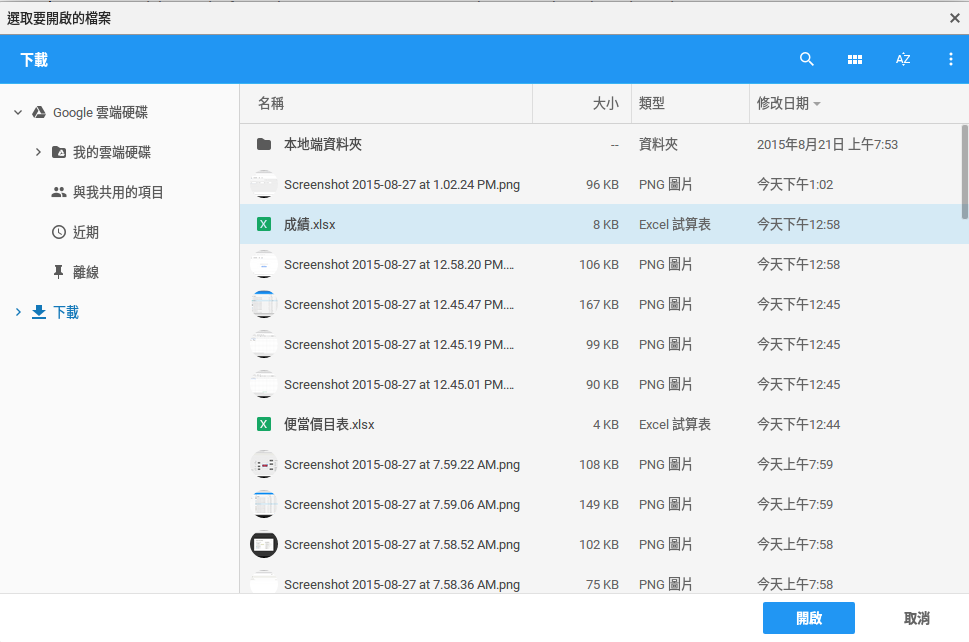 選取要開啟的檔案
下載
AZ
Google 雲端硬碟
我的雲端硬碟
與我共用的項目
近期
離線
下載
名稱 大小 類型 修改日期
本地端資料夾 -- 資料夾 2015年8月21日 上午7:53
Screenshot 2015-08-27 at 1.02.24 PM.png 96 KB PNG 圖片 今天下午1:02
X 成績.xlsx 8 KB Excel 試算表 今天下午12:58
Screenshot 2015-08-27 at 12.58.20 PM.... 106 KB PNG 圖片 今天下午12:58
Screenshot 2015-08-27 at 12.45.47 PM.... 167 KB PNG 圖片 今天下午12:45
Screenshot 2015-08-27 at 12.45.19 PM.... 99 KB PNG 圖片 今天下午12:45
Screenshot 2015-08-27 at 12.45.01 PM.... 90 KB PNG 圖片 今天下午12:45
X 便當價目表.xlsx 4 KB Excel 試算表 今天下午12:44
Screenshot 2015-08-27 at 7.59.22 AM.png 108 KB PNG 圖片 今天上午7:59
Screenshot 2015-08-27 at 7.59.06 AM.png 149 KB PNG 圖片 今天上午7:59
Screenshot 2015-08-27 at 7.58.52 AM.png 102 KB PNG 圖片 今天上午7:58
Screenshot 2015-08-27 at 7.58.36 AM.png 75 KB PNG 圖片 今天上午7:58
開啟 取消